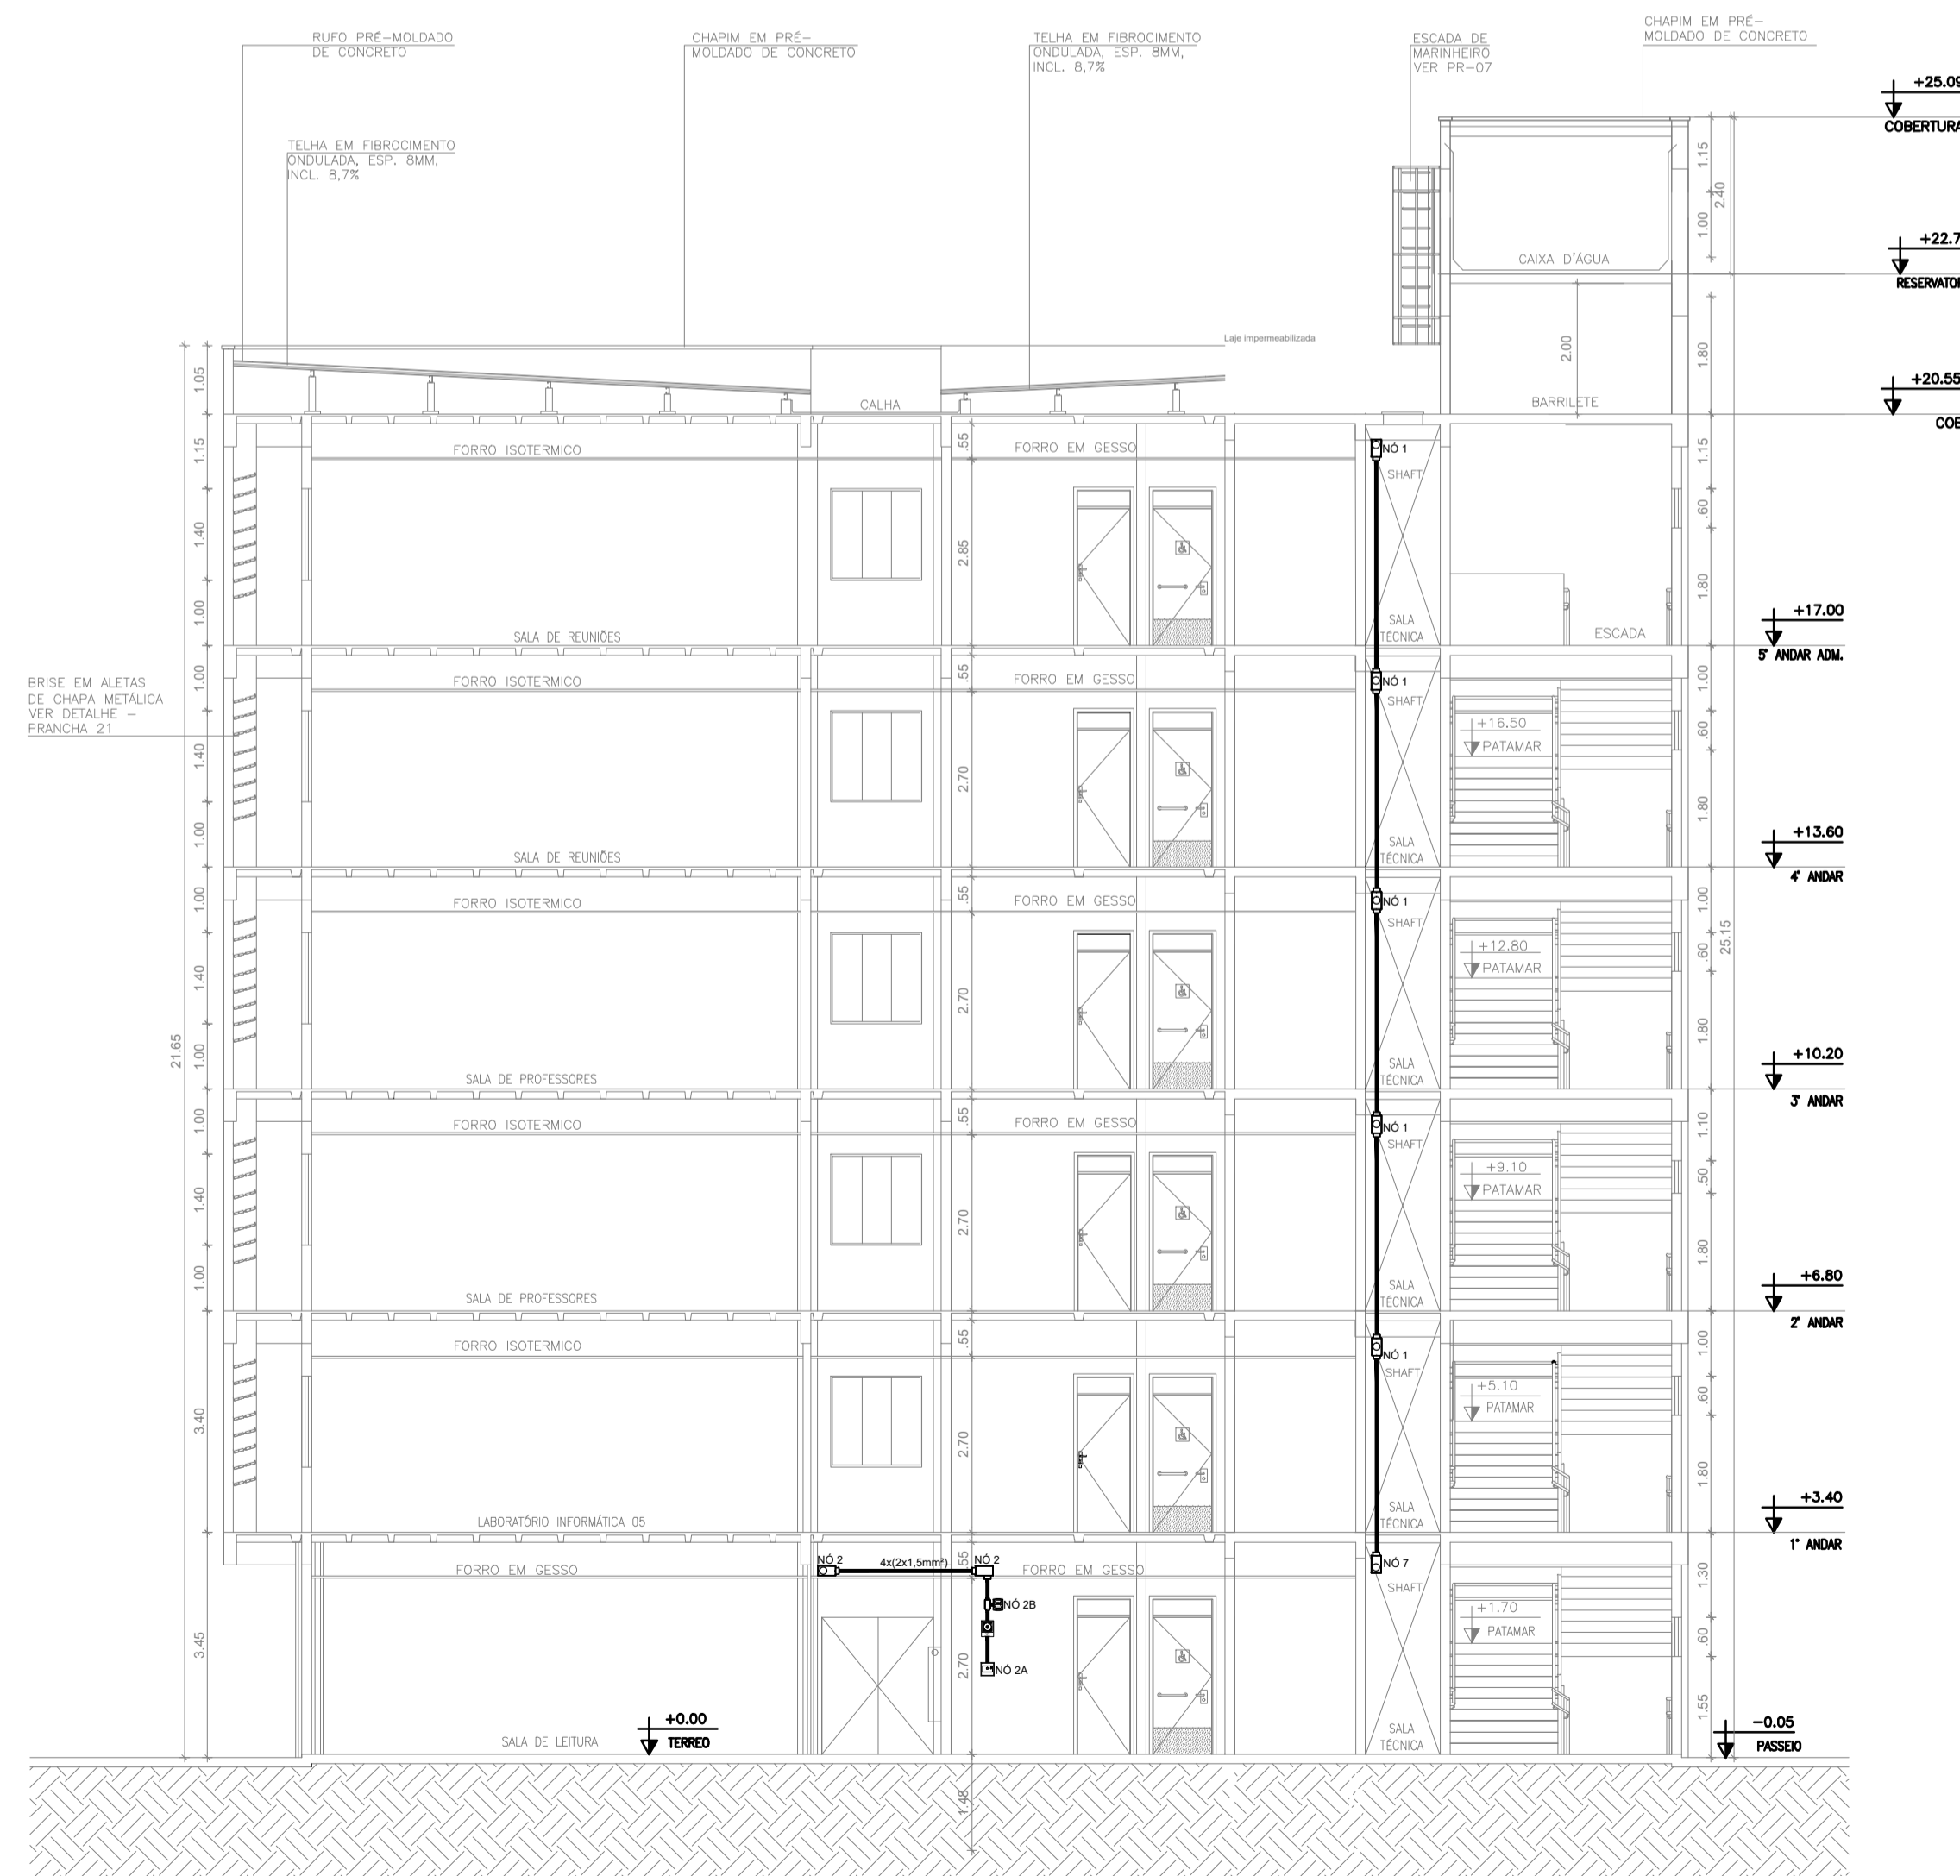 RUFO PRÉ-MOLDADO
DE CONCRETO
CHAPIM EM PRÉ-
MOLDADO DE CONCRETO
TELHA EM FIBROCIMENTO
ONDULADA, ESP. 8MM,
INCL. 8,7%
ESCADA DE
MARINHEIRO
VER PR-07
CHAPIM EM PRÉ-
MOLDADO DE CONCRETO
TELHA EM FIBROCIMENTO
ONDULADA, ESP. 8MM,
INCL. 8,7%
+25.09
COBERTURA
1.15
2.40
1.00
CAIXA D'ÁGUA
+22.7
Laje impermeabilizada
2.00
1.80
1.05
CALHA
BARRILETE
+20.55
1.15
FORRO ISOTERMICO
.55
FORRO EM GESSO
NÓ 1
SHAFT
1.15
1.40
2.85
.60
1.00
1.80
SALA DE REUNIÕES
SALA
TÉCNICA
ESCADA
+17.00
5° ANDAR ADM.
BRISE EM ALETAS
DE CHAPA METÁLICA
VER DETALHE -
PRANCHA 21
1.00
FORRO ISOTERMICO
.55
FORRO EM GESSO
NÓ 1
SHAFT
1.00
+16.50
PATAMAR
.60
1.40
2.70
1.00
1.80
SALA DE REUNIÕES
SALA
TÉCNICA
+13.60
4° ANDAR
1.00
FORRO ISOTERMICO
.55
FORRO EM GESSO
NÓ 1
SHAFT
1.00
25.15
+12.80
PATAMAR
.60
1.40
2.70
21.65
1.00
1.80
SALA DE PROFESSORES
SALA
TÉCNICA
+10.20
3° ANDAR
1.00
FORRO ISOTERMICO
.55
FORRO EM GESSO
NÓ 1
SHAFT
1.10
+9.10
PATAMAR
.50
1.40
2.70
1.00
1.80
SALA DE PROFESSORES
SALA
TÉCNICA
+6.80
2° ANDAR
FORRO ISOTERMICO
.55
NÓ 1
SHAFT
1.00
+5.10
PATAMAR
.60
3.40
2.70
1.80
LABORATÓRIO INFORMÁTICA 05
SALA
TÉCNICA
+3.40
1° ANDAR
NÓ 2
4x(2x1,5mm²)
.55
NÓ 2
FORRO EM GESSO
FORRO EM GESSO
NÓ 7
SHAFT
1.30
NÓ 2B
+1.70
PATAMAR
.60
3.45
2.70
NÓ 2A
1.55
SALA DE LEITURA
+0.00
TERREO
SALA
TÉCNICA
-0.05
PASSEIO
1.48